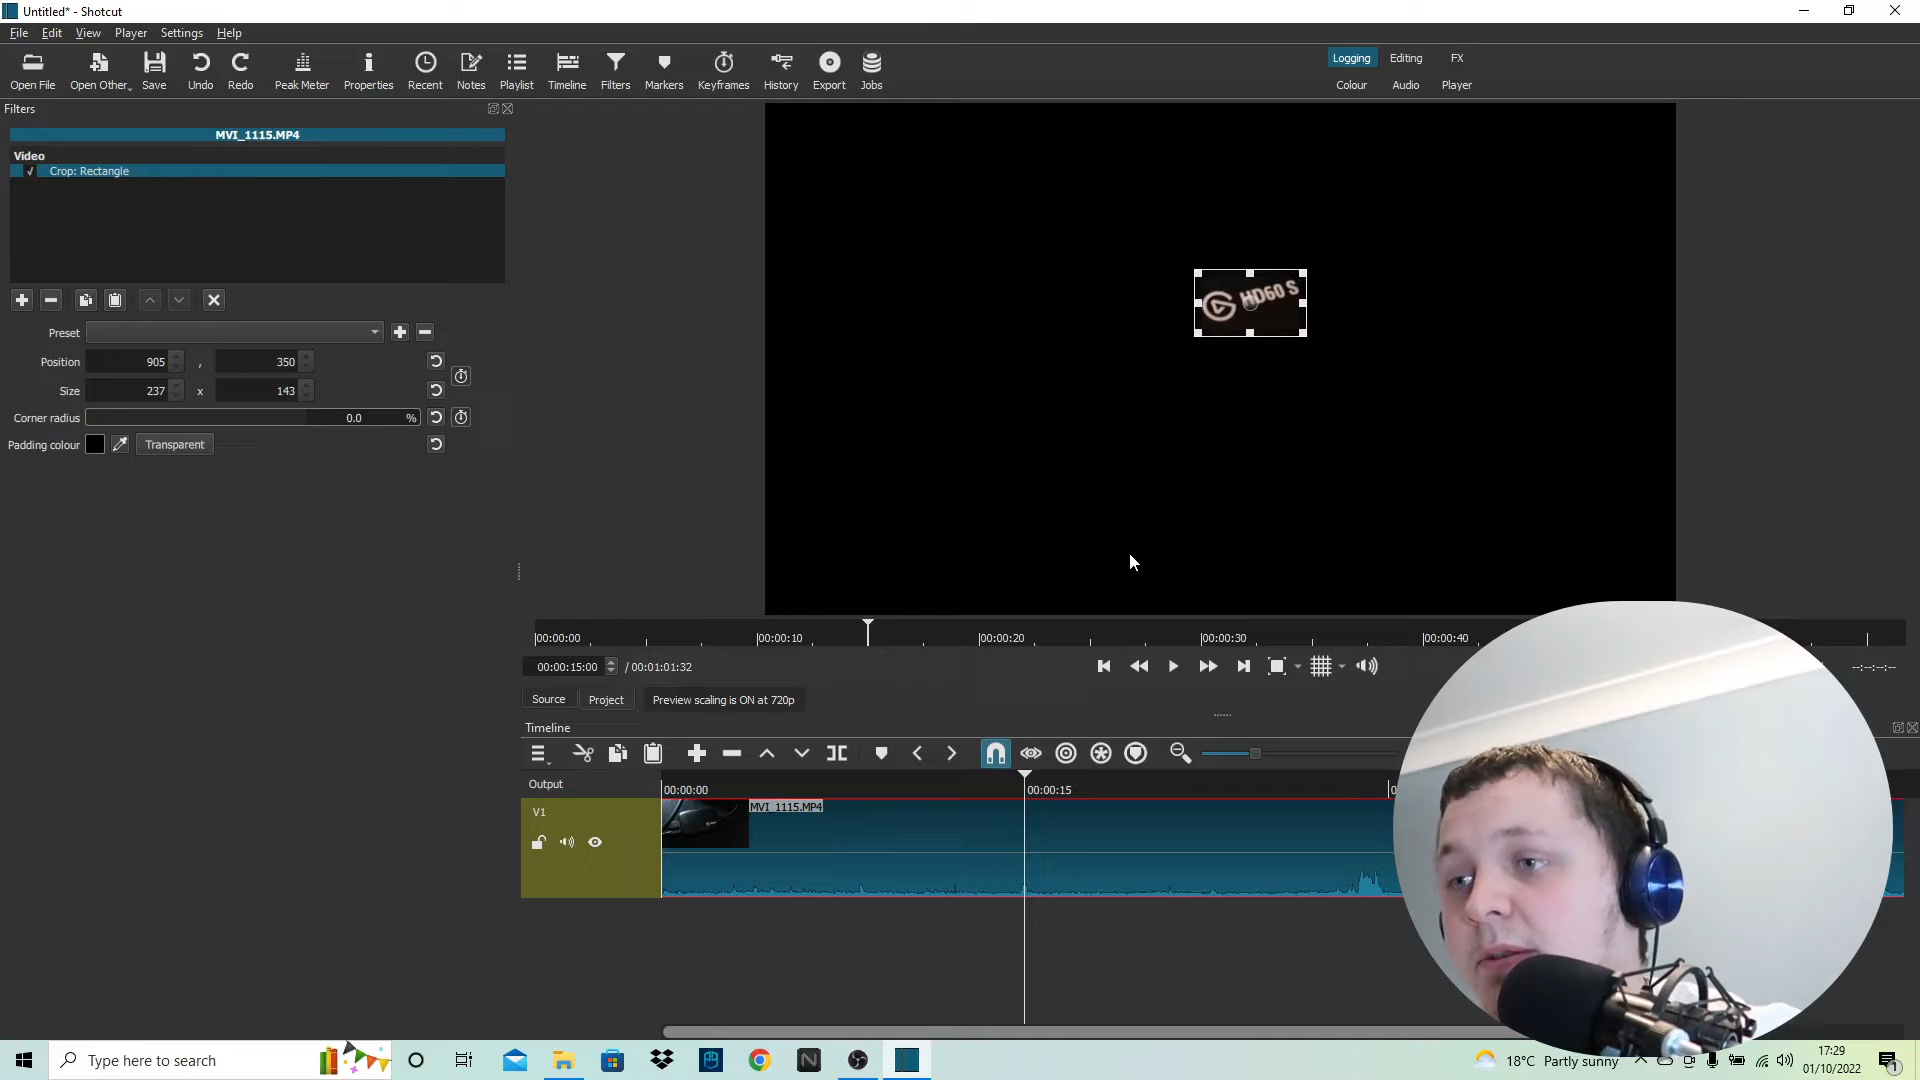 Untitled* - Shotcut
File Edit View Player Settings Help
Open File Open Other Save Undo Redo Peak Meter Properties Recent Notes Playlist Timeline Filters Markers Keyframes History Export Jobs
Logging Editing FX
Colour Audio Player
Filters
MVI_1115.MP4
Video
✓ Crop: Rectangle
HD60 S
Preset
Position 905 , 350
Size 237 x 143
Corner radius 0.0 %
Padding colour Transparent
00:00:00 00:00:10 00:00:20 00:00:30 00:00:40
00:00:15:00 / 00:01:01:32 --:--:--:--
Source Project Preview scaling is ON at 720p
Timeline
Output 00:00:00 00:00:15
V1 MVI_1115.MP4
Type here to search
18°C Partly sunny
17:29
01/10/2022
1